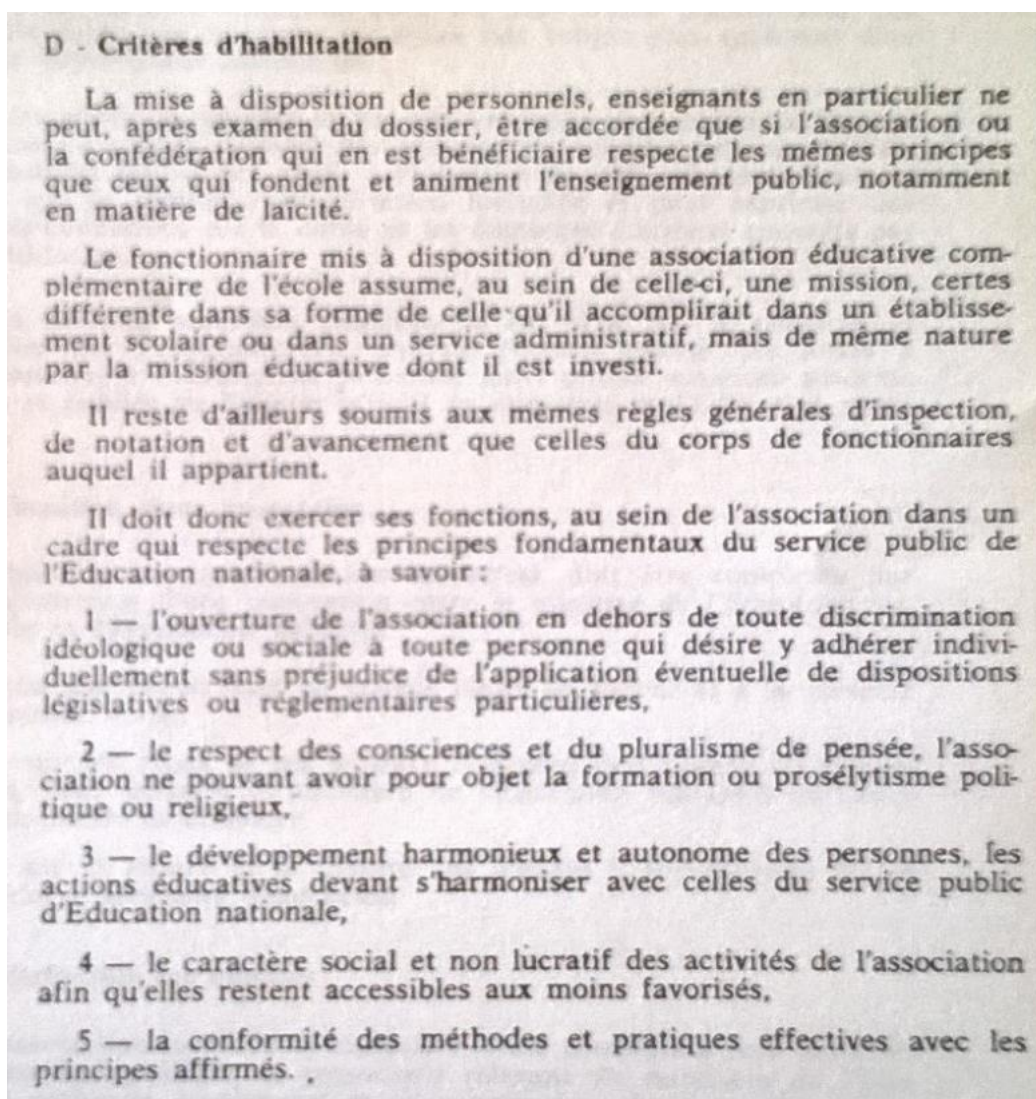 D - Critères d'habilitation
La mise à disposition de personnels, enseignants en particulier ne
peut, après examen du dossier, être accordée que si l'association ou
la confédération qui en est bénéficiaire respecte les mêmes principes
que ceux qui fondent et animent l'enseignement public, notamment
en matière de laïcité.
Le fonctionnaire mis à disposition d'une association éducative com-
plémentaire de l'école assume, au sein de celle-ci, une mission, certes
différente dans sa forme de celle qu'il accomplirait dans un établisse-
ment scolaire ou dans un service administratif, mais de même nature
par la mission éducative dont il est investi.
Il reste d'ailleurs soumis aux mêmes règles générales d'inspection,
de notation et d'avancement que celles du corps de fonctionnaires
auquel il appartient.
Il doit donc exercer ses fonctions, au sein de l'association dans un
cadre qui respecte les principes fondamentaux du service public de
l'Education nationale, à savoir :
1 — l'ouverture de l'association en dehors de toute discrimination
idéologique ou sociale à toute personne qui désire y adhérer indivi-
duellement sans préjudice de l'application éventuelle de dispositions
législatives ou réglementaires particulières,
2 — le respect des consciences et du pluralisme de pensée, l'asso-
ciation ne pouvant avoir pour objet la formation ou prosélytisme poli-
tique ou religieux,
3 — le développement harmonieux et autonome des personnes, les
actions éducatives devant s'harmoniser avec celles du service public
d'Education nationale,
4 — le caractère social et non lucratif des activités de l'association
afin qu'elles restent accessibles aux moins favorisés,
5 — la conformité des méthodes et pratiques effectives avec les
principes affirmés.